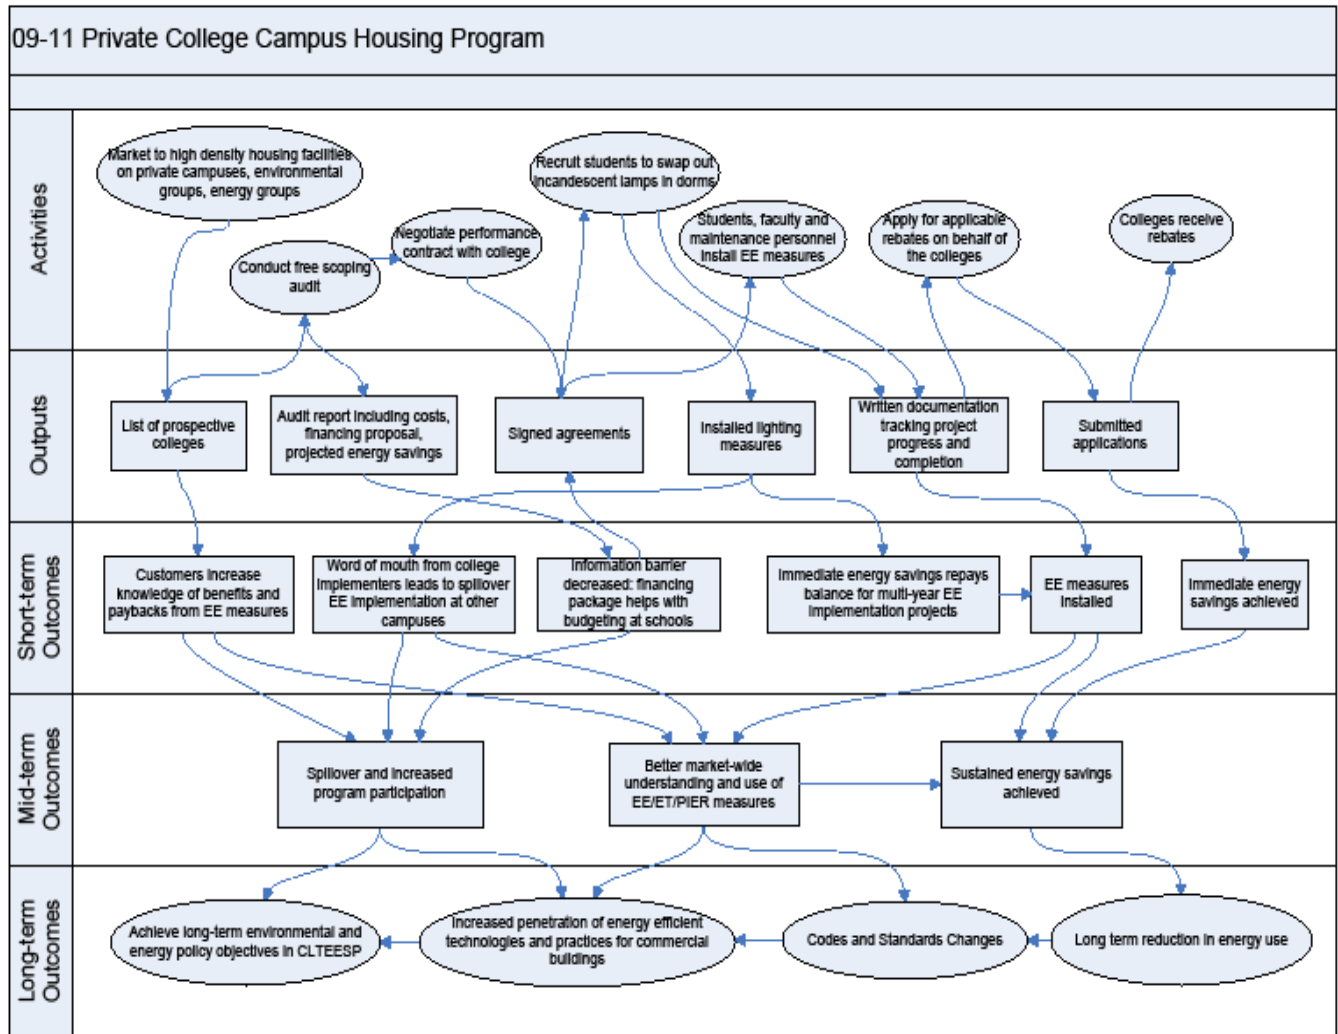 09-11 Private College Campus Housing Program
Activities
Market to high density housing facilities
on private campuses, environmental
groups, energy groups
Conduct free scoping
audit
Negotiate performance
contract with college
Recruit students to swap out
incandescent lamps in dorms
Students, faculty and
maintenance personnel
install EE measures
Apply for applicable
rebates on behalf of
the colleges
Colleges receive
rebates
Outputs
List of prospective
colleges
Audit report including costs,
financing proposal,
projected energy savings
Signed agreements
Installed lighting
measures
Written documentation
tracking project
progress and
completion
Submitted
applications
Short-term
Outcomes
Customers increase
knowledge of benefits and
paybacks from EE measures
Word of mouth from college
implementers leads to spillover
EE implementation at other
campuses
Information barrier
decreased: financing
package helps with
budgeting at schools
Immediate energy savings repays
balance for multi-year EE
implementation projects
EE measures
installed
Immediate energy
savings achieved
Mid-term
Outcomes
Spillover and increased
program participation
Better market-wide
understanding and use of
EE/ET/PIER measures
Sustained energy savings
achieved
Long-term
Outcomes
Achieve long-term environmental and
energy policy objectives in CLTEESP
Increased penetration of energy efficient
technologies and practices for commercial
buildings
Codes and Standards Changes
Long term reduction in energy use